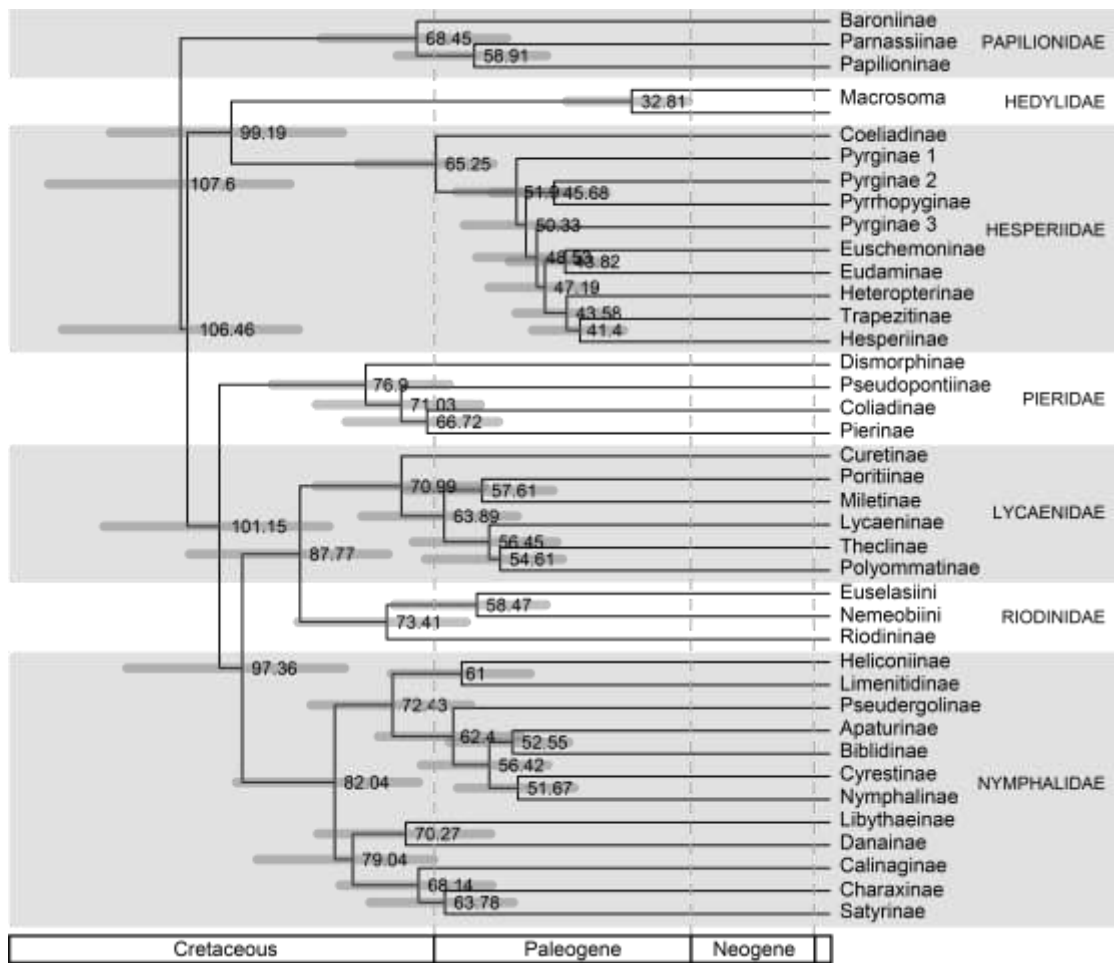 Baroniinae
68.45
Parnassiinae
PAPILIONIDAE
58.91
Papilioninae
Macrosoma
32.81
HEDYLIDAE
99.19
Coeliadinae
65.25
Pyrginae 1
107.6
Pyrginae 2
51.9
45.68
Pyrrhopyginae
50.33
Pyrginae 3
HESPERIIDAE
Euschemoninae
48.53
43.82
Eudaminae
47.19
Heteropterinae
43.58
Trapezitinae
106.46
41.4
Hesperiinae
Dismorphinae
76.9
Pseudopontiinae
PIERIDAE
71.03
Coliadinae
66.72
Pierinae
Curetinae
70.99
Poritiinae
57.61
Miletinae
LYCAENIDAE
63.89
Lycaeninae
101.15
56.45
Theclinae
87.77
54.61
Polyommatinae
Euselasiini
58.47
Nemeobiini
RIODINIDAE
73.41
Riodininae
97.36
Heliconiinae
61
Limenitidinae
72.43
Pseudergolinae
62.4
Apaturinae
52.55
Biblidinae
56.42
Cyrestinae
NYMPHALIDAE
82.04
51.67
Nymphalinae
Libythaeinae
70.27
Danainae
79.04
Calinaginae
68.14
Charaxinae
63.78
Satyrinae
Cretaceous
Paleogene
Neogene